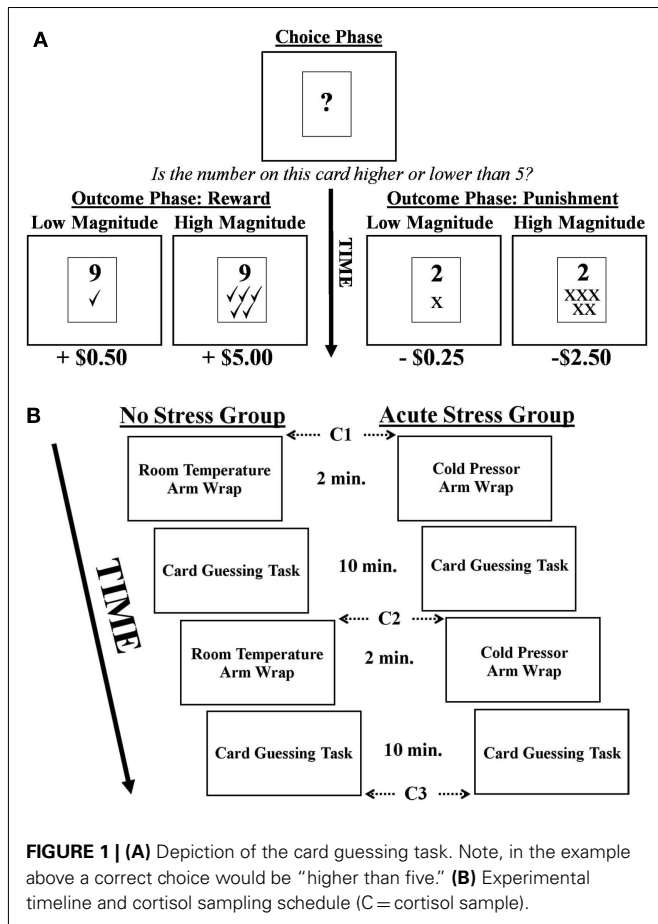 A
Choice Phase
?
Is the number on this card higher or lower than 5?
Outcome Phase: Reward
Low Magnitude High Magnitude
9
✓
+ $0.50
9
✓✓✓
✓✓
+ $5.00
TIME
Outcome Phase: Punishment
Low Magnitude High Magnitude
2
X
- $0.25
2
XXX
XX
-$2.50
B
No Stress Group Acute Stress Group
C1
Room Temperature
Arm Wrap
2 min.
Cold Pressor
Arm Wrap
TIME
Card Guessing Task
10 min.
Card Guessing Task
C2
Room Temperature
Arm Wrap
2 min.
Cold Pressor
Arm Wrap
Card Guessing Task
10 min.
Card Guessing Task
C3
FIGURE 1 | (A) Depiction of the card guessing task. Note, in the example
above a correct choice would be “higher than five.” (B) Experimental
timeline and cortisol sampling schedule (C = cortisol sample).